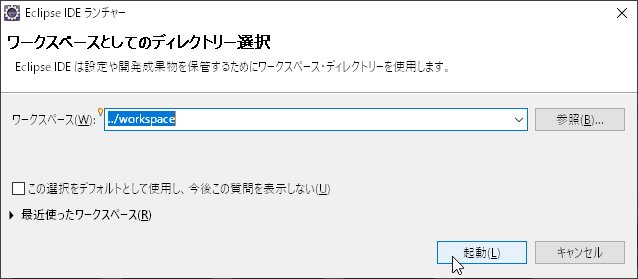 Eclipse IDE ランチャー
ワークスペースとしてのディレクトリー選択
Eclipse IDE は設定や開発成果物を保管するためにワークスペース・ディレクトリーを使用します。
ワークスペース(W): ../workspace 参照(B)...
この選択をデフォルトとして使用し、今後この質問を表示しない(U)
最近使ったワークスペース(R)
起動(L) キャンセル